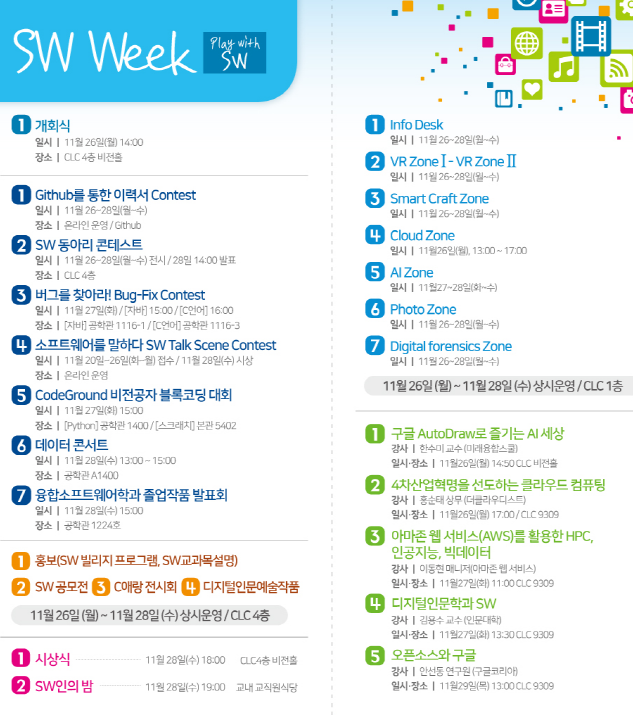 SW Week
Play with
SW
1 개회식
일시 | 11월 26일(월) 14:00
장소 | CLC 4층 비전홀
1 Github를 통한 이력서 Contest
일시 | 11월 26~28일(월~수)
장소 | 온라인 운영 / Github
2 SW 동아리 콘테스트
일시 | 11월 26~28일(월~수) 전시 / 28일 14:00 발표
장소 | CLC 4층
3 버그를 찾아라! Bug-Fix Contest
일시 | 11월 27일(화) / [자바] 15:00 / [C언어] 16:00
장소 | [자바] 공학관 1116-1 / [C언어] 공학관 1116-3
4 소프트웨어를 말하다 SW Talk Scene Contest
일시 | 11월 20일~26일(화~월) 접수 / 11월 28일(수) 시상
장소 | 온라인 운영
5 CodeGround 비전공자 블록코딩 대회
일시 | 11월 27일(화) 15:00
장소 | [Python] 공학관 1400 / [스크래치] 본관 5402
6 데이터 콘서트
일시 | 11월 28일(수) 13:00 ~ 15:00
장소 | 공학관 A1400
7 융합소프트웨어학과 졸업작품 발표회
일시 | 11월 28일(수) 15:00
장소 | 공학관 1224호
1 홍보(SW 빌리지 프로그램, SW교과목설명)
2 SW 공모전 3 C애랑 전시회 4 디지털인문예술작품
11월 26일 (월) ~ 11월 28일 (수) 상시운영 / CLC 4층
1 시상식 11월 28일(수) 18:00 CLC4층 비전홀
2 SW인의 밤 11월 28일(수) 19:00 교내 교직원식당
1 Info Desk
일시 | 11월 26~28일(월~수)
2 VR Zone Ⅰ - VR Zone Ⅱ
일시 | 11월 26~28일(월~수)
3 Smart Craft Zone
일시 | 11월 26~28일(월~수)
4 Cloud Zone
일시 | 11월26일(월), 13:00 ~ 17:00
5 AI Zone
일시 | 11월27~28일(화~수)
6 Photo Zone
일시 | 11월 26~28일(월~수)
7 Digital forensics Zone
일시 | 11월 26~28일(월~수)
11월 26일 (월) ~ 11월 28일 (수) 상시운영 / CLC 1층
1 구글 AutoDraw로 즐기는 AI 세상
강사 | 한수미 교수 (미래융합스쿨)
일시·장소 | 11월26일(월) 14:50 CLC 비전홀
2 4차산업혁명을 선도하는 클라우드 컴퓨팅
강사 | 홍순태 상무 (더클라우디스트)
일시·장소 | 11월26일(월) 17:00 / CLC 9309
3 아마존 웹 서비스(AWS)를 활용한 HPC,
인공지능, 빅데이터
강사 | 이동현 매니저(아마존 웹 서비스)
일시·장소 | 11월27일(화) 11:00 CLC 9309
4 디지털인문학과 SW
강사 | 김용수 교수 (인문대학)
일시·장소 | 11월27일(화) 13:30 CLC 9309
5 오픈소스와 구글
강사 | 안선동 연구원 (구글코리아)
일시·장소 | 11월29일(목) 13:00 CLC 9309